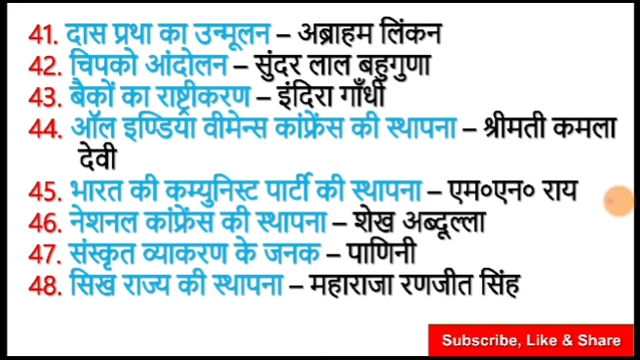 41. दास प्रथा का उन्मूलन – अब्राहम लिंकन
42. चिपको आंदोलन – सुंदर लाल बहुगुणा
43. बैकों का राष्ट्रीकरण – इंदिरा गाँधी
44. ऑल इण्डिया वीमेन्स कांफ्रेंस की स्थापना – श्रीमती कमला
देवी
45. भारत की कम्युनिस्ट पार्टी की स्थापना – एम०एन० राय
46. नेशनल कांफ्रेंस की स्थापना – शेख अब्दूल्ला
47. संस्कृत व्याकरण के जनक – पाणिनी
48. सिख राज्य की स्थापना – महाराजा रणजीत सिंह
Subscribe, Like & Share